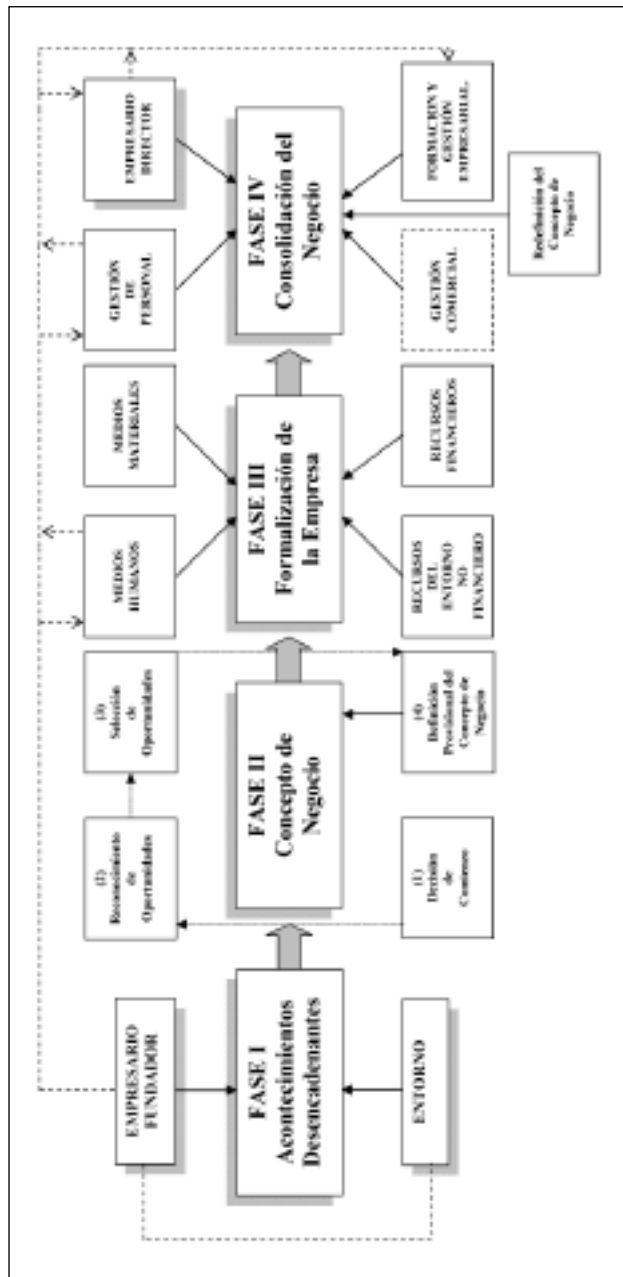 EMPRESARIO
FUNDADOR
FASE I
Acontecimientos
Desencadenantes
ENTORNO
(2)
Reconocimiento
de
Oportunidades
(3)
Selección
de
Oportunidades
FASE II
Concepto de
Negocio
(1)
Decisión
de
Comienzo
(4)
Definición
Provisional del
Concepto de
Negocio
MEDIOS
HUMANOS
MEDIOS
MATERIALES
FASE III
Formalización de
la Empresa
RECURSOS
DEL
ENTORNO
NO
FINANCIERO
RECURSOS
FINANCIEROS
GESTIÓN
DE
PERSONAL
EMPRESARIO
DIRECTOR
FASE IV
Consolidación del
Negocio
GESTIÓN
COMERCIAL
FORMACION Y
GESTIÓN
EMPRESARIAL
Redefinición del
Concepto de
Negocio